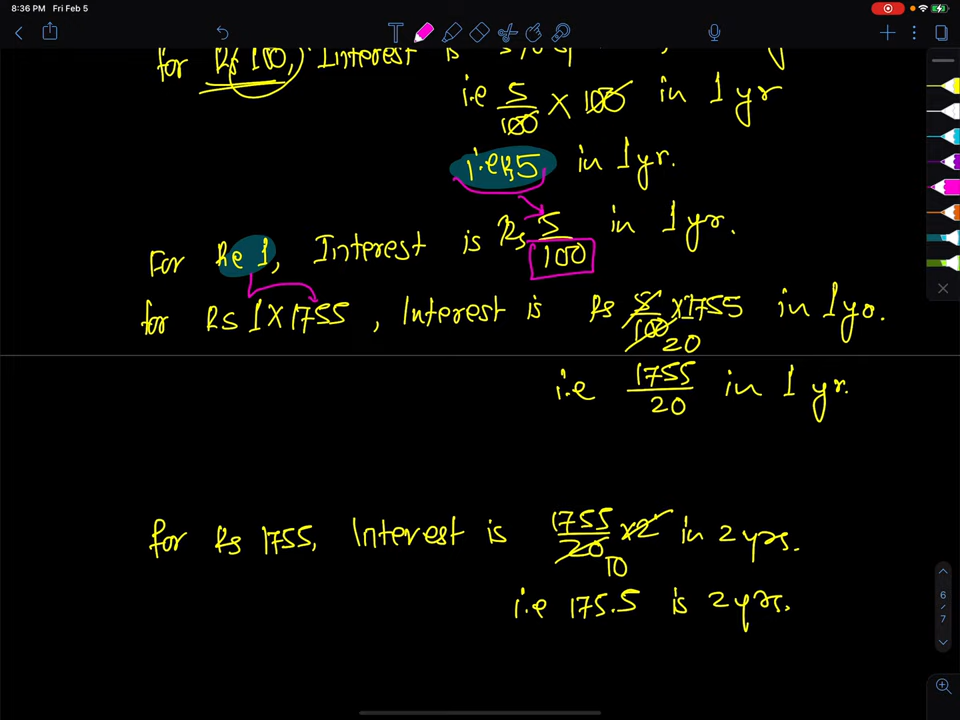 8:36 PM Fri Feb 5
for Rs 100, Interest is
i.e 5/100 × 100 in 1 yr
i.e Rs 5 in 1 yr.
For Re 1, Interest is Rs 5/100 in 1 yr.
for Rs 1 × 1755, Interest is Rs 5/100 × 1755 in 1 yr.
20
i.e 1755/20 in 1 yr.
for Rs 1755, Interest is 1755/20 × 2 in 2 yrs.
10
i.e 175.5 is 2 yrs.
6/7